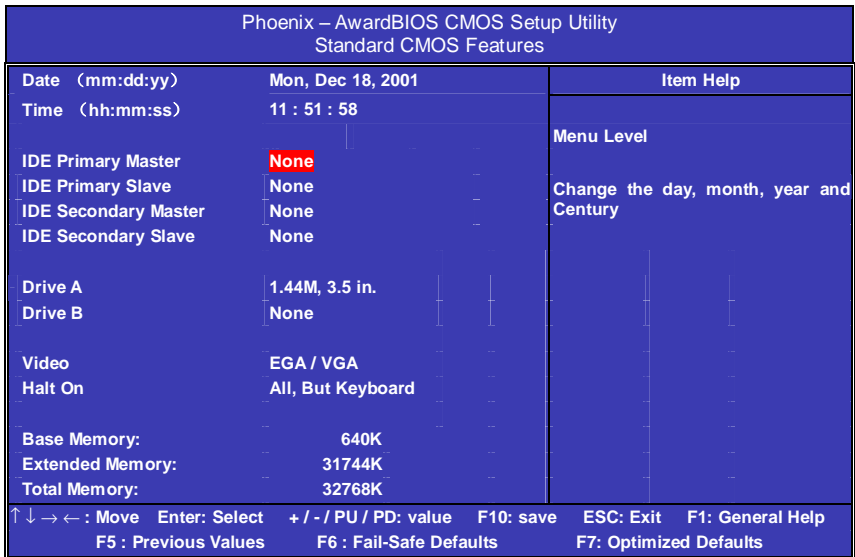 Phoenix – AwardBIOS CMOS Setup Utility
Standard CMOS Features
Date （mm:dd:yy） Mon, Dec 18, 2001
Time （hh:mm:ss） 11 : 51 : 58
IDE Primary Master None
IDE Primary Slave None
IDE Secondary Master None
IDE Secondary Slave None
Drive A 1.44M, 3.5 in.
Drive B None
Video EGA / VGA
Halt On All, But Keyboard
Base Memory: 640K
Extended Memory: 31744K
Total Memory: 32768K
Item Help
Menu Level
Change the day, month, year and
Century
↑↓→←: Move Enter: Select + / - / PU / PD: value F10: save ESC: Exit F1: General Help
F5 : Previous Values F6 : Fail-Safe Defaults F7: Optimized Defaults